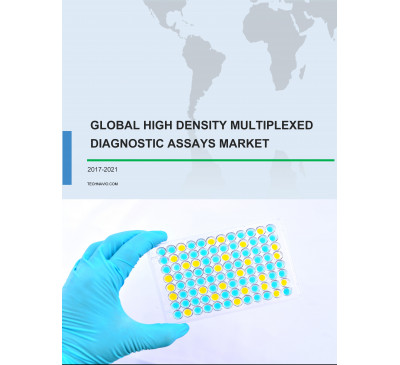 GLOBAL HIGH DENSITY MULTIPLEXED
DIAGNOSTIC ASSAYS MARKET
2017-2021
TECHNAVIO.COM